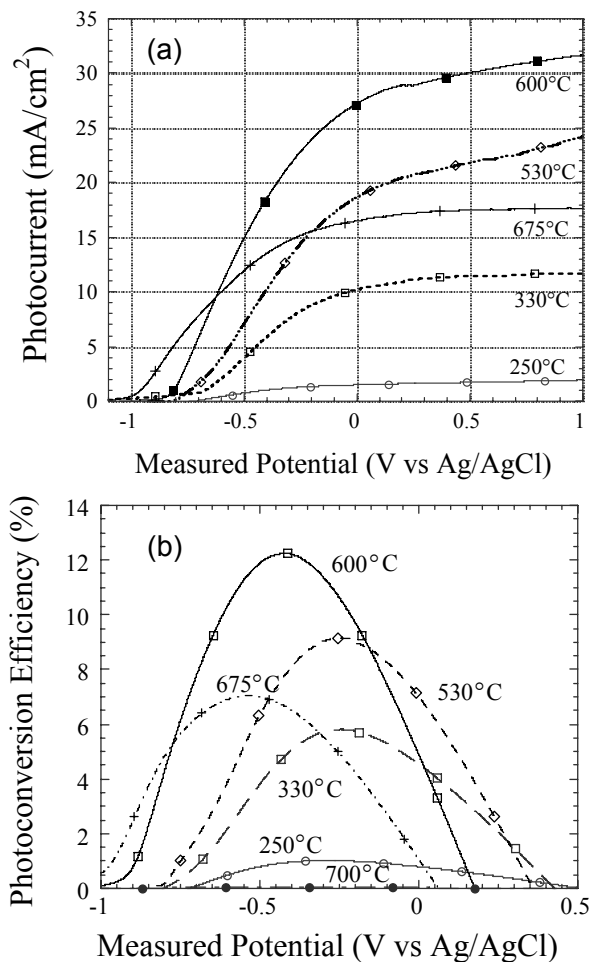 (a)
Photocurrent (mA/cm²)
35
30
25
20
15
10
5
0
600°C
530°C
675°C
330°C
250°C
-1
-0.5
0
0.5
1
Measured Potential (V vs Ag/AgCl)
(b)
Photoconversion Efficiency (%)
14
12
10
8
6
4
2
0
600°C
675°C
530°C
330°C
250°C
700°C
-1
-0.5
0
0.5
Measured Potential (V vs Ag/AgCl)